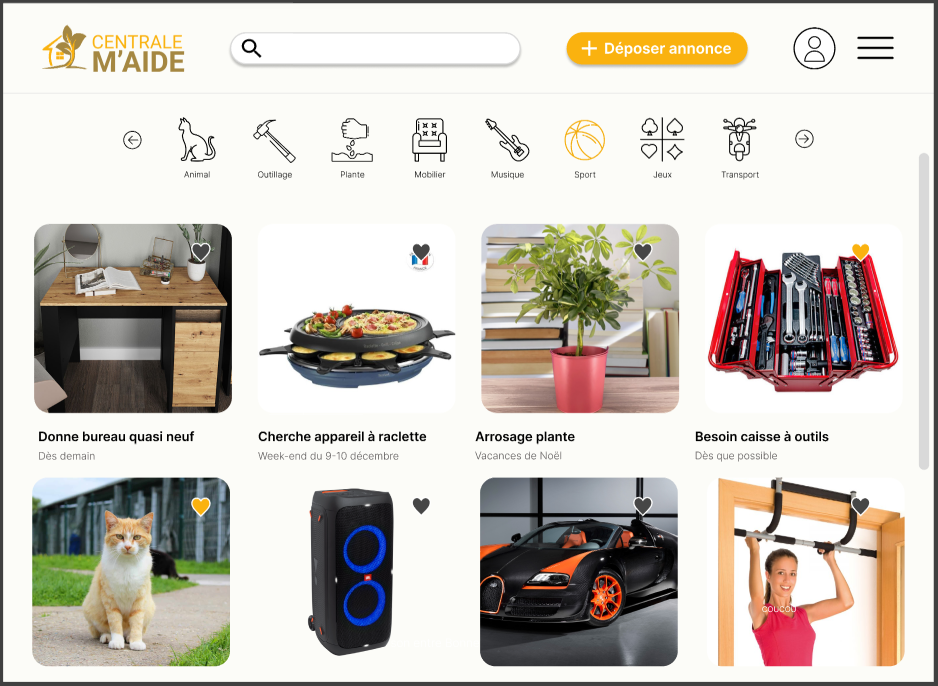 CENTRALE
M'AIDE
Déposer annonce
Animal
Outillage
Plante
Mobilier
Musique
Sport
Jeux
Transport
Donne bureau quasi neuf
Dès demain
Cherche appareil à raclette
Week-end du 9-10 décembre
Arrosage plante
Vacances de Noël
Besoin caisse à outils
Dès que possible
coucou